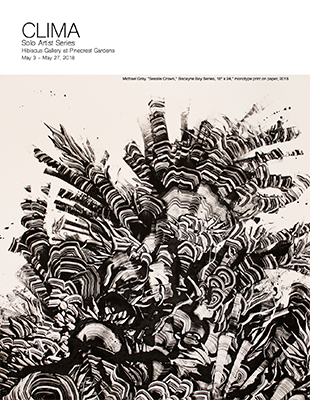 CLIMA
Solo Artist Series
Hibiscus Gallery at Pinecrest Gardens
May 3 – May 27, 2018
Michael Gray, "Seaside Crown," Biscayne Bay Series, 18" x 24," monotype print on paper, 2018